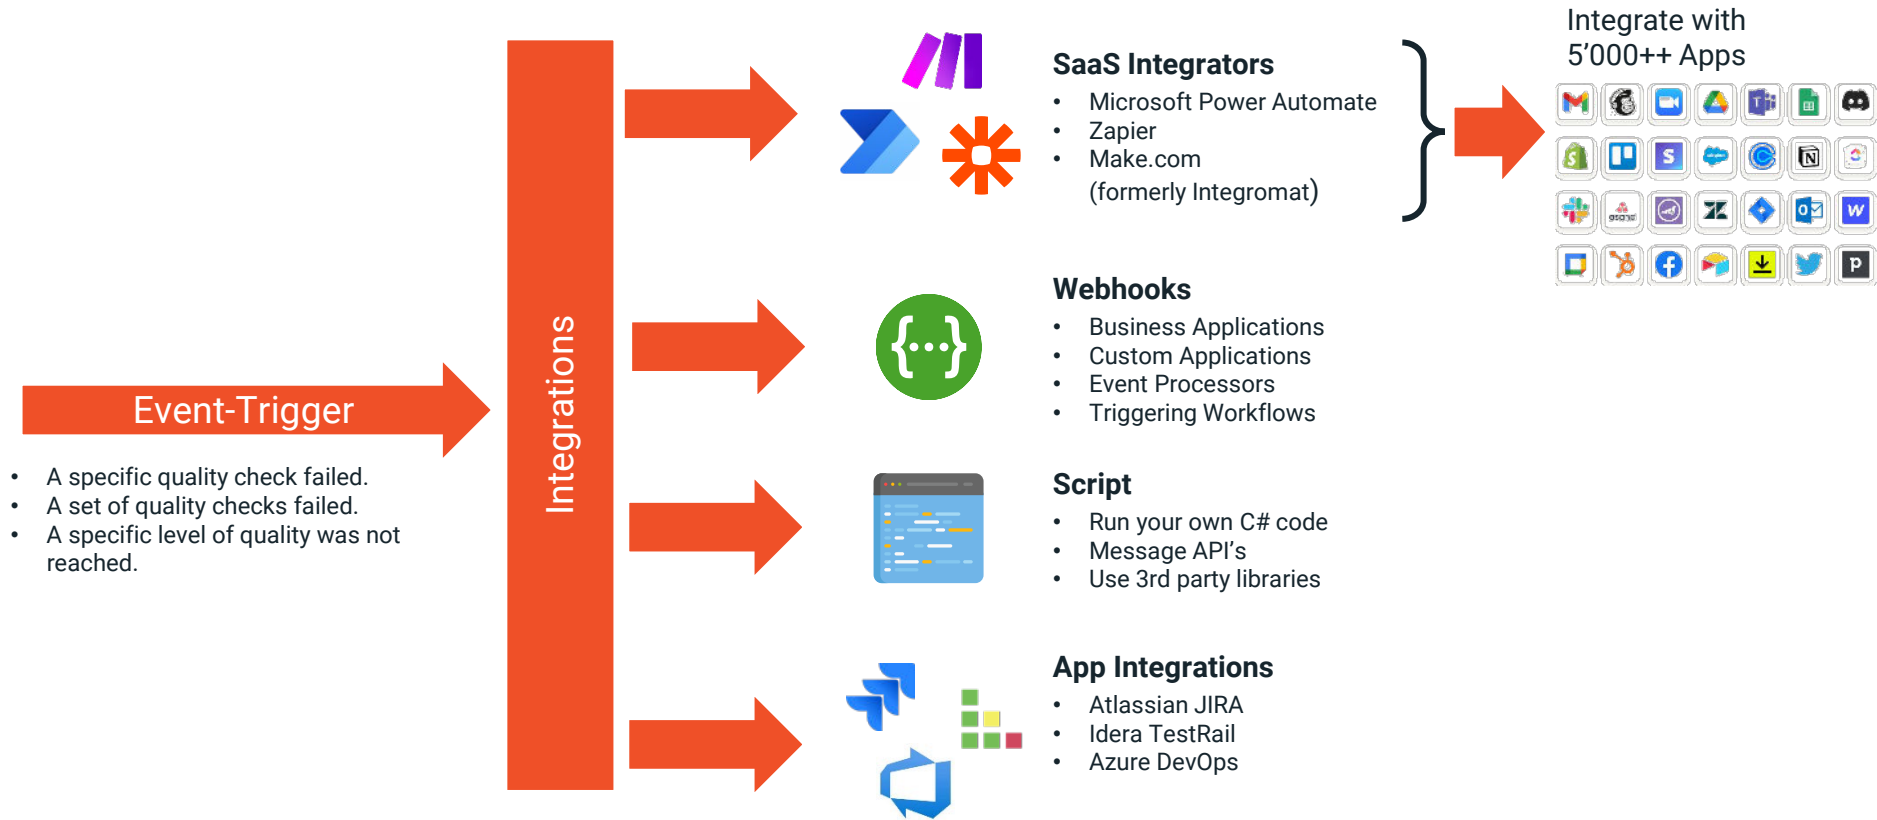 Integrate with
5’000++ Apps
SaaS Integrators
• Microsoft Power Automate
• Zapier
• Make.com
(formerly Integromat)
Webhooks
• Business Applications
• Custom Applications
• Event Processors
• Triggering Workflows
Event-Trigger
• A specific quality check failed.
• A set of quality checks failed.
• A specific level of quality was not
reached.
Integrations
Script
• Run your own C# code
• Message API’s
• Use 3rd party libraries
App Integrations
• Atlassian JIRA
• Idera TestRail
• Azure DevOps